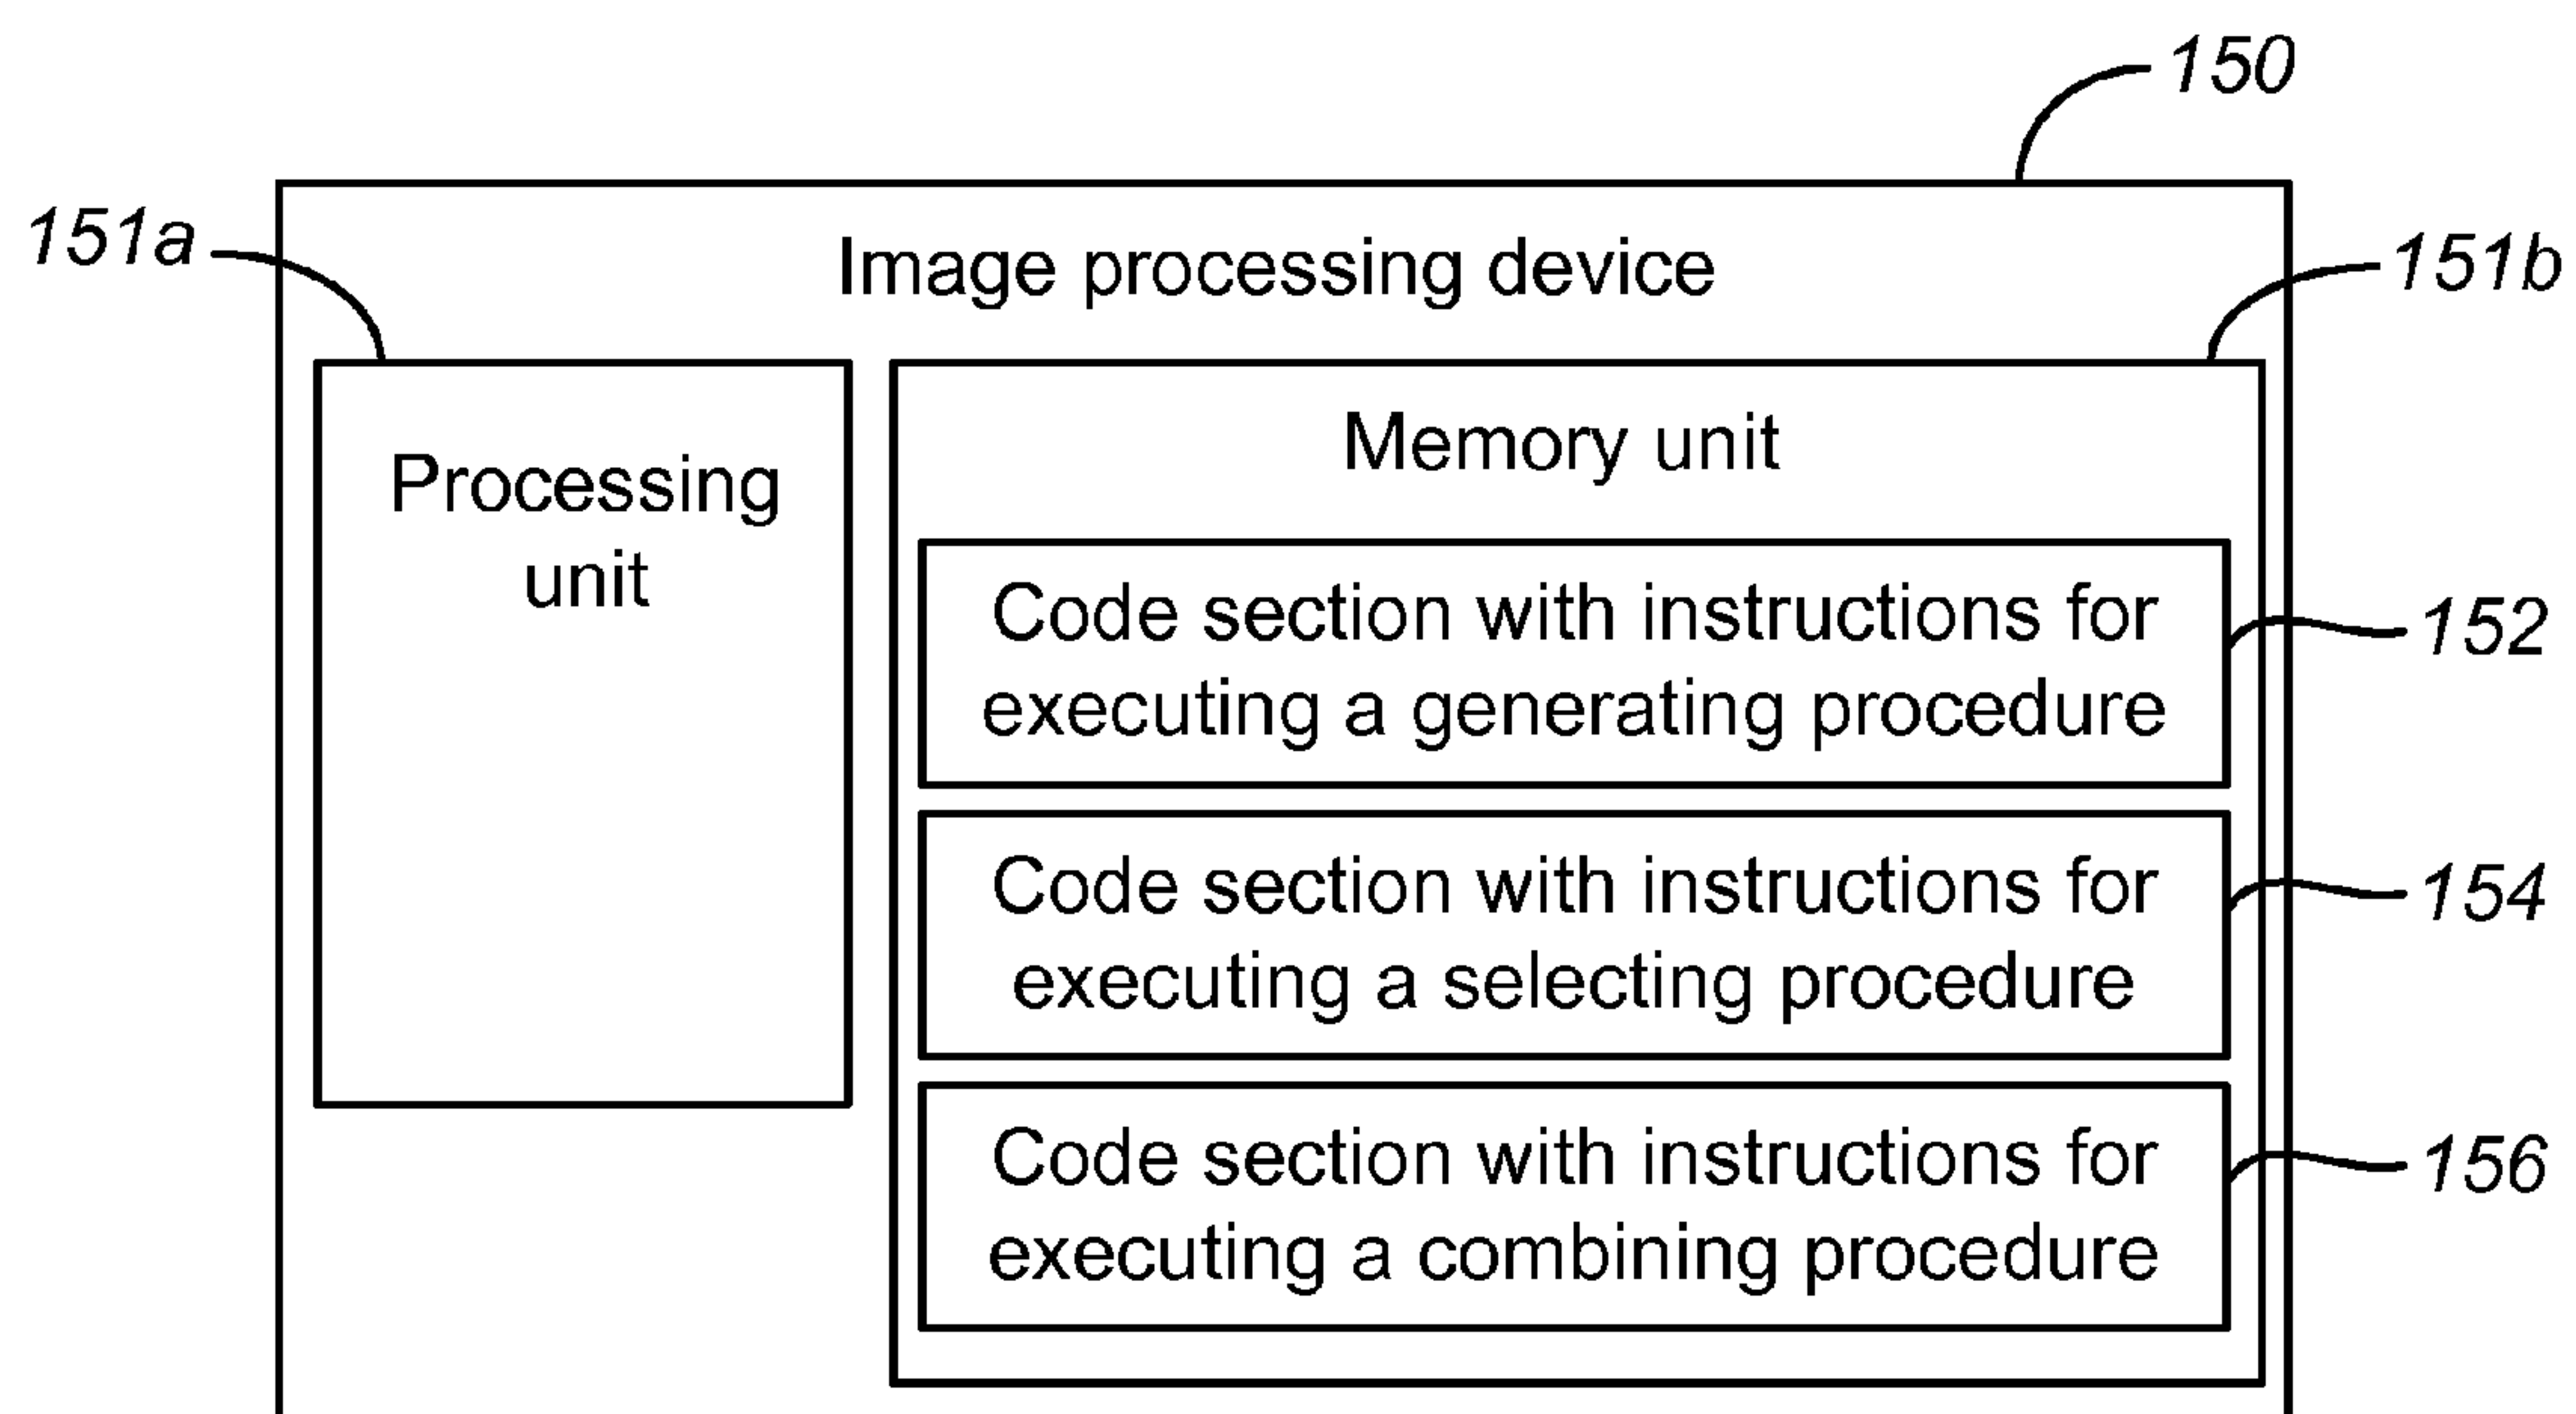 150
151a
Image processing device
151b
Processing
unit
Memory unit
Code section with instructions for
executing a generating procedure
152
Code section with instructions for
executing a selecting procedure
154
Code section with instructions for
executing a combining procedure
156